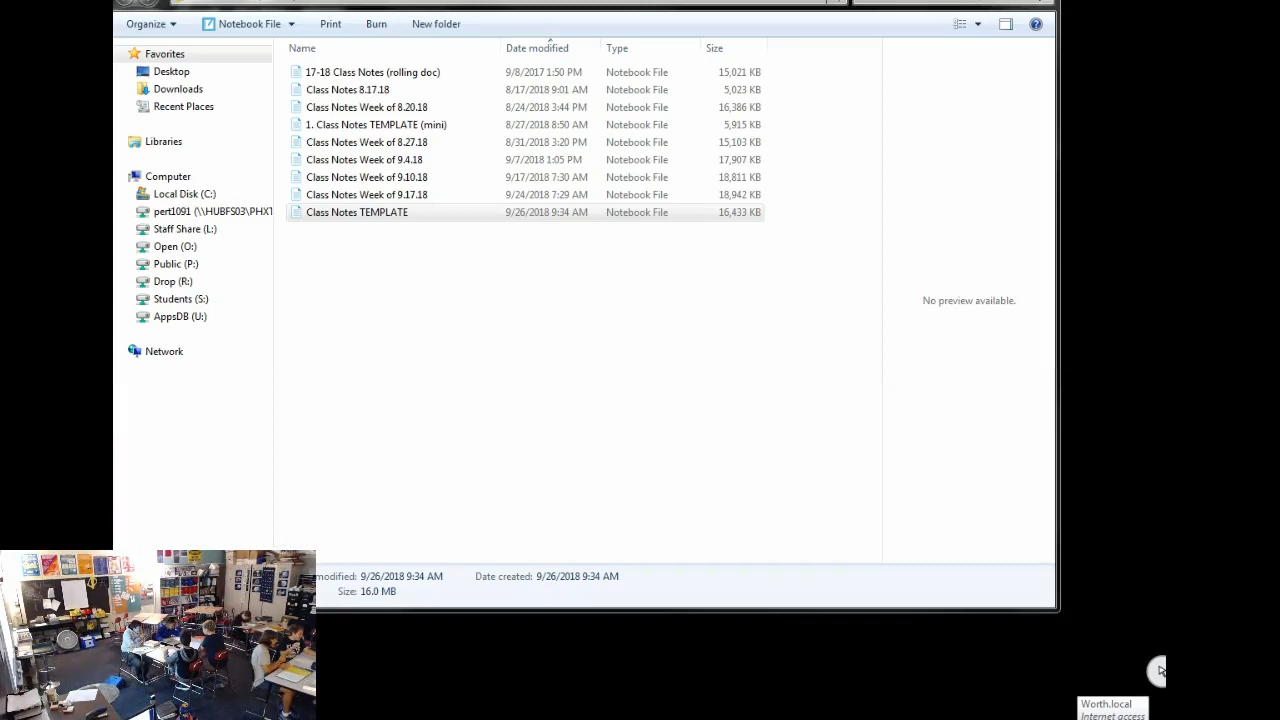 Organize Notebook File Print Burn New folder
Name Date modified Type Size
Favorites
Desktop
Downloads
Recent Places
Libraries
Computer
Local Disk (C:)
pert1091 (\\HUBFS03\PHXT
Staff Share (L:)
Open (O:)
Public (P:)
Drop (R:)
Students (S:)
AppsDB (U:)
Network
17-18 Class Notes (rolling doc) 9/8/2017 1:50 PM Notebook File 15,021 KB
Class Notes 8.17.18 8/17/2018 9:01 AM Notebook File 5,023 KB
Class Notes Week of 8.20.18 8/24/2018 3:44 PM Notebook File 16,386 KB
1. Class Notes TEMPLATE (mini) 8/27/2018 8:50 AM Notebook File 5,915 KB
Class Notes Week of 8.27.18 8/31/2018 3:20 PM Notebook File 15,103 KB
Class Notes Week of 9.4.18 9/7/2018 1:05 PM Notebook File 17,907 KB
Class Notes Week of 9.10.18 9/17/2018 7:30 AM Notebook File 18,811 KB
Class Notes Week of 9.17.18 9/24/2018 7:29 AM Notebook File 18,942 KB
Class Notes TEMPLATE 9/26/2018 9:34 AM Notebook File 16,433 KB
No preview available.
modified: 9/26/2018 9:34 AM Date created: 9/26/2018 9:34 AM
Size: 16.0 MB
Worth.local
Internet access